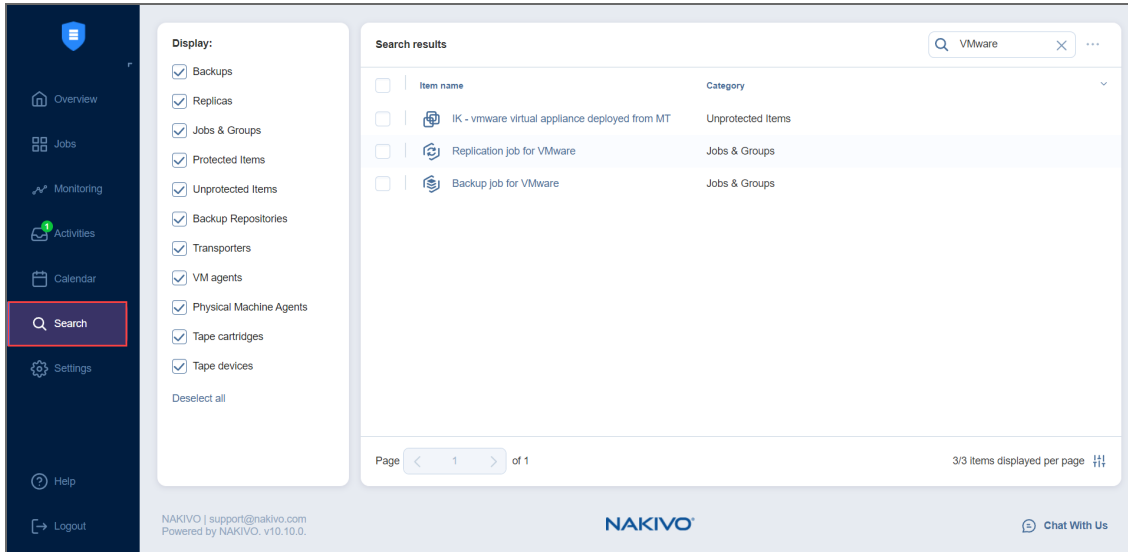 Overview
Jobs
Monitoring
1
Activities
Calendar
Search
Settings
Help
Logout
Display:
Backups
Replicas
Jobs & Groups
Protected Items
Unprotected Items
Backup Repositories
Transporters
VM agents
Physical Machine Agents
Tape cartridges
Tape devices
Deselect all
Search results
VMware
Item name Category
IK - vmware virtual appliance deployed from MT Unprotected Items
Replication job for VMware Jobs & Groups
Backup job for VMware Jobs & Groups
Page 1 of 1
3/3 items displayed per page
NAKIVO | support@nakivo.com
Powered by NAKIVO. v10.10.0.
NAKIVO®
Chat With Us